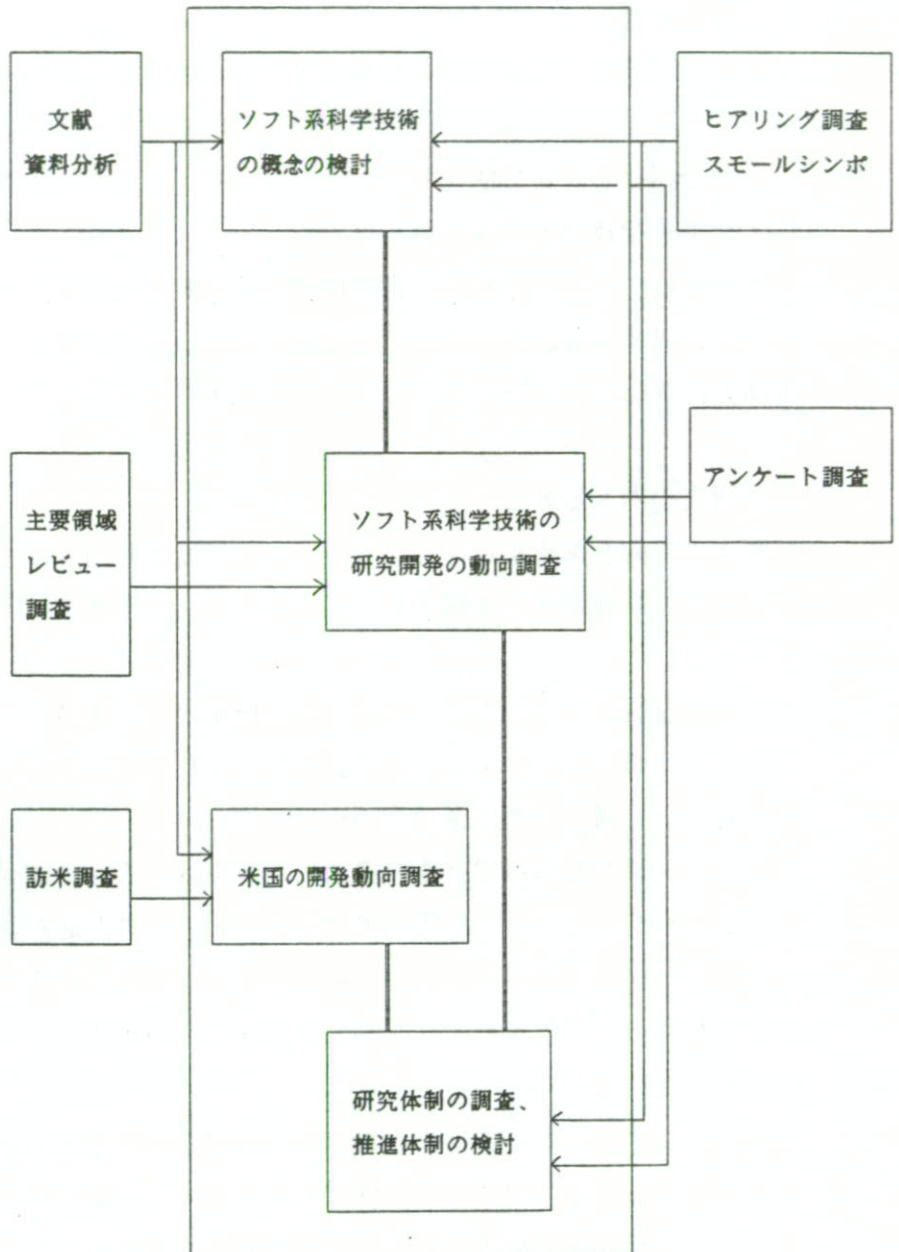 文献
資料分析
ソフト系科学技術
の概念の検討
ヒアリング調査
スモールシンポ
アンケート調査
主要領域
レビュー
調査
ソフト系科学技術の
研究開発の動向調査
訪米調査
米国の開発動向調査
研究体制の調査、
推進体制の検討